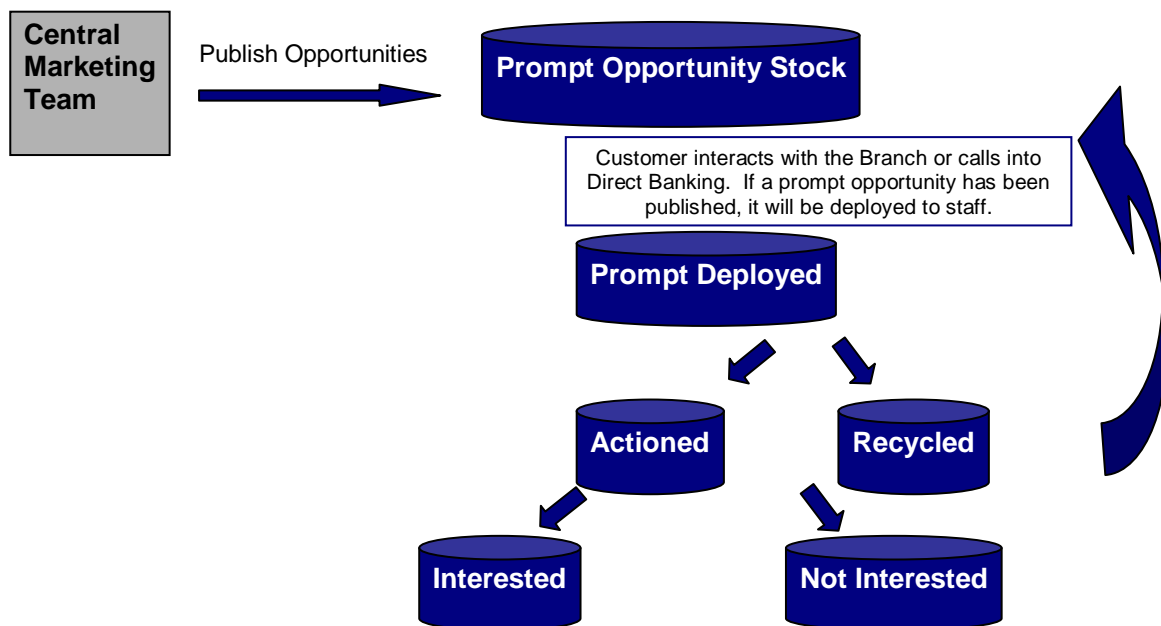 Central
Marketing
Team
Publish Opportunities
Prompt Opportunity Stock
Customer interacts with the Branch or calls into
Direct Banking.  If a prompt opportunity has been
published, it will be deployed to staff.
Prompt Deployed
Actioned
Recycled
Interested
Not Interested